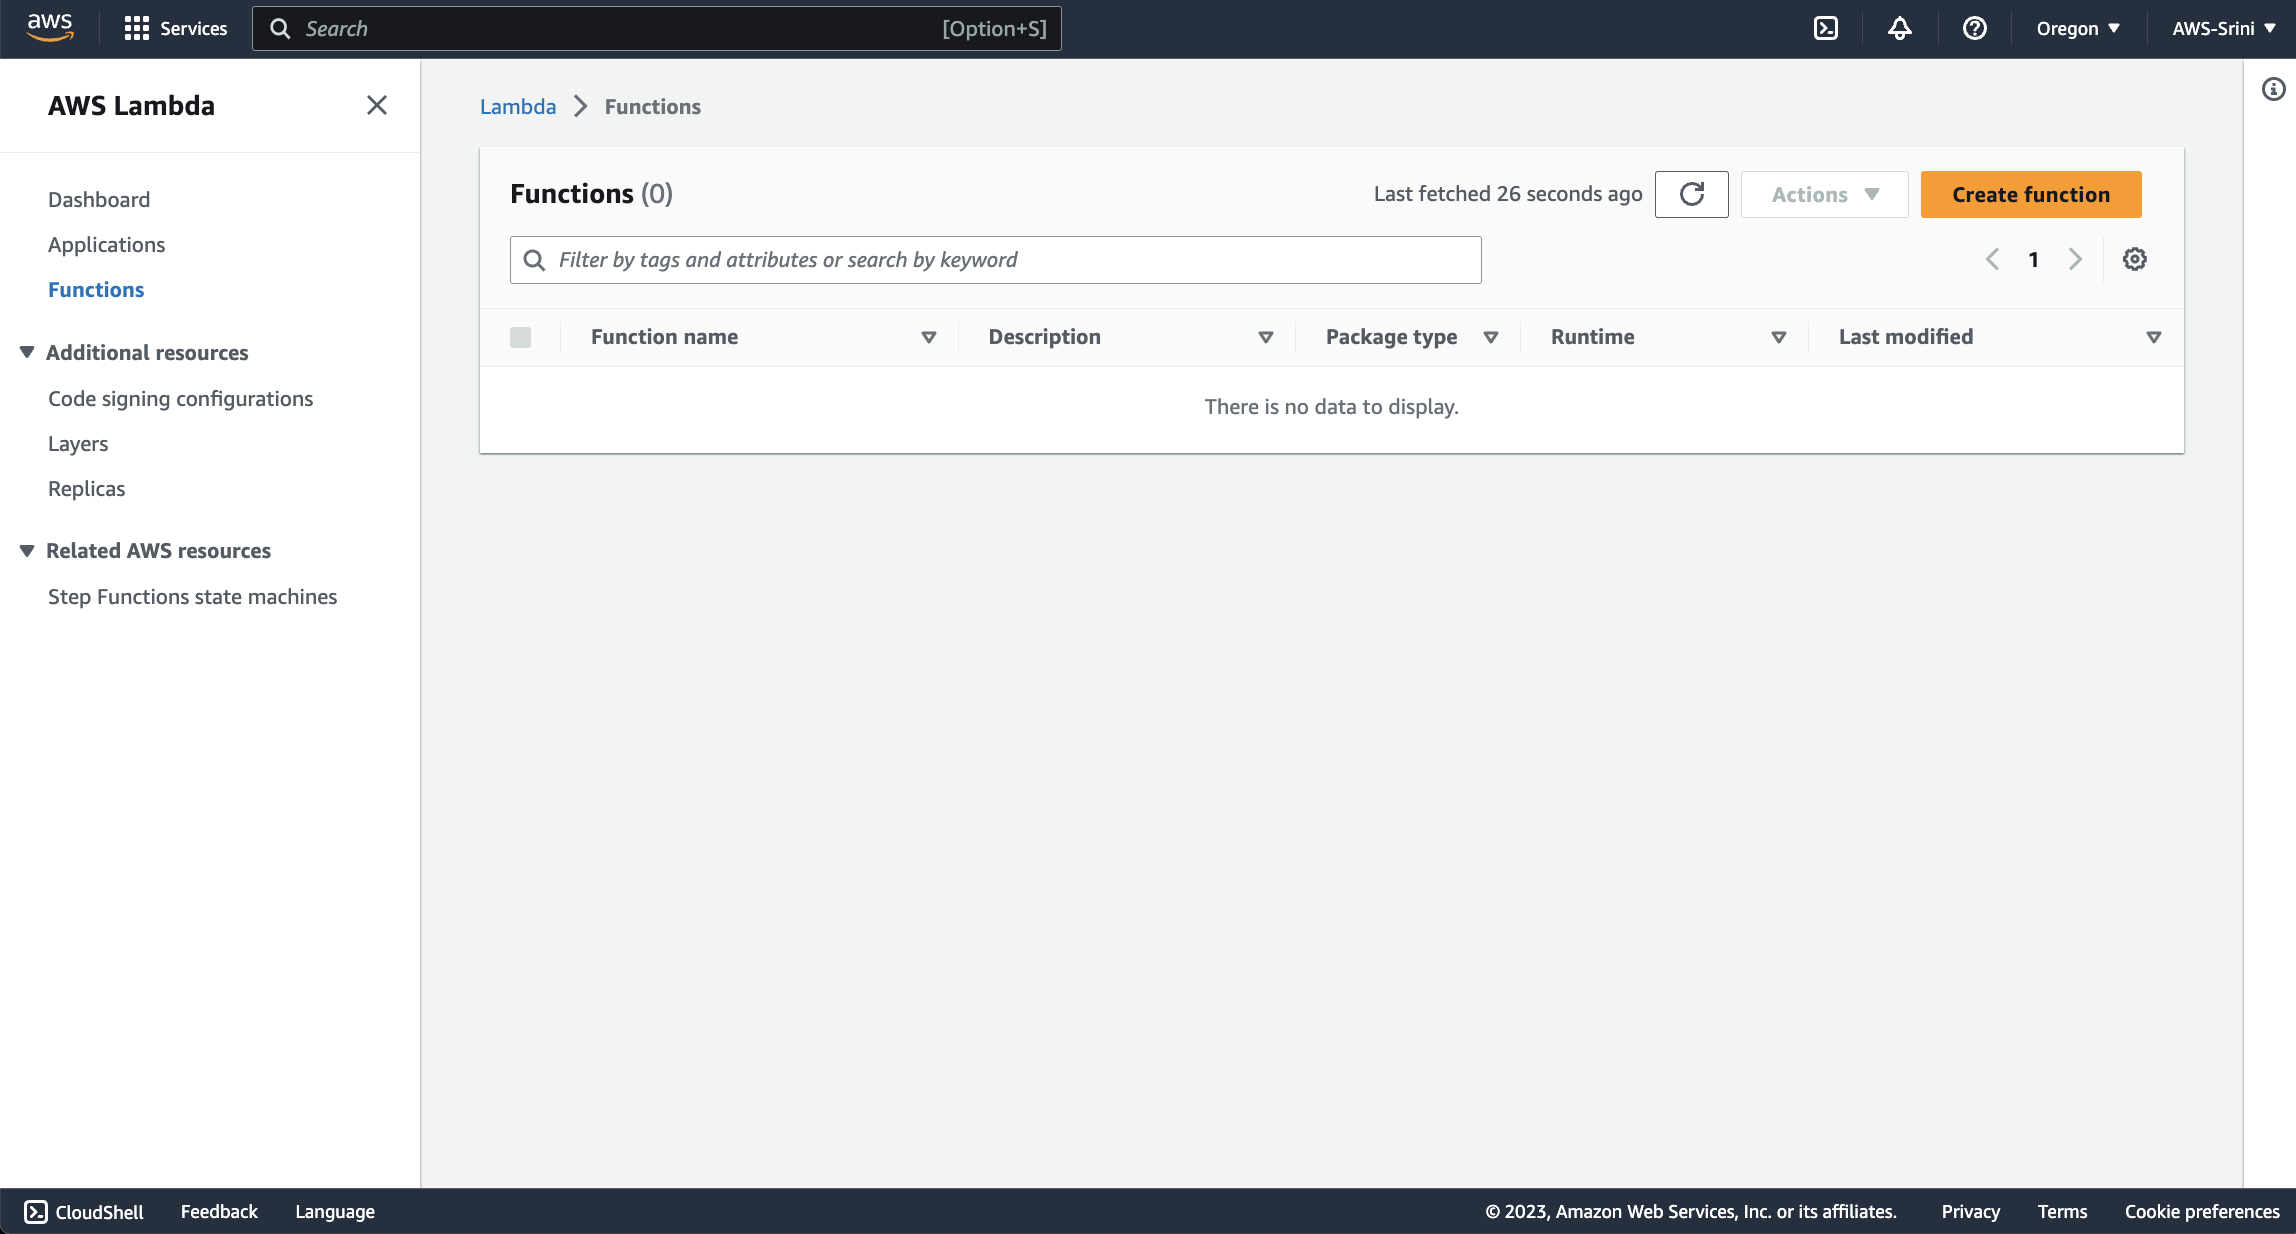 aws
Services
Search [Option+S]
Oregon
AWS-Srini
AWS Lambda
Dashboard
Applications
Functions
Additional resources
Code signing configurations
Layers
Replicas
Related AWS resources
Step Functions state machines
Lambda > Functions
Functions (0)
Last fetched 26 seconds ago
Actions
Create function
Filter by tags and attributes or search by keyword
1
Function name Description Package type Runtime Last modified
There is no data to display.
CloudShell Feedback Language
© 2023, Amazon Web Services, Inc. or its affiliates. Privacy Terms Cookie preferences